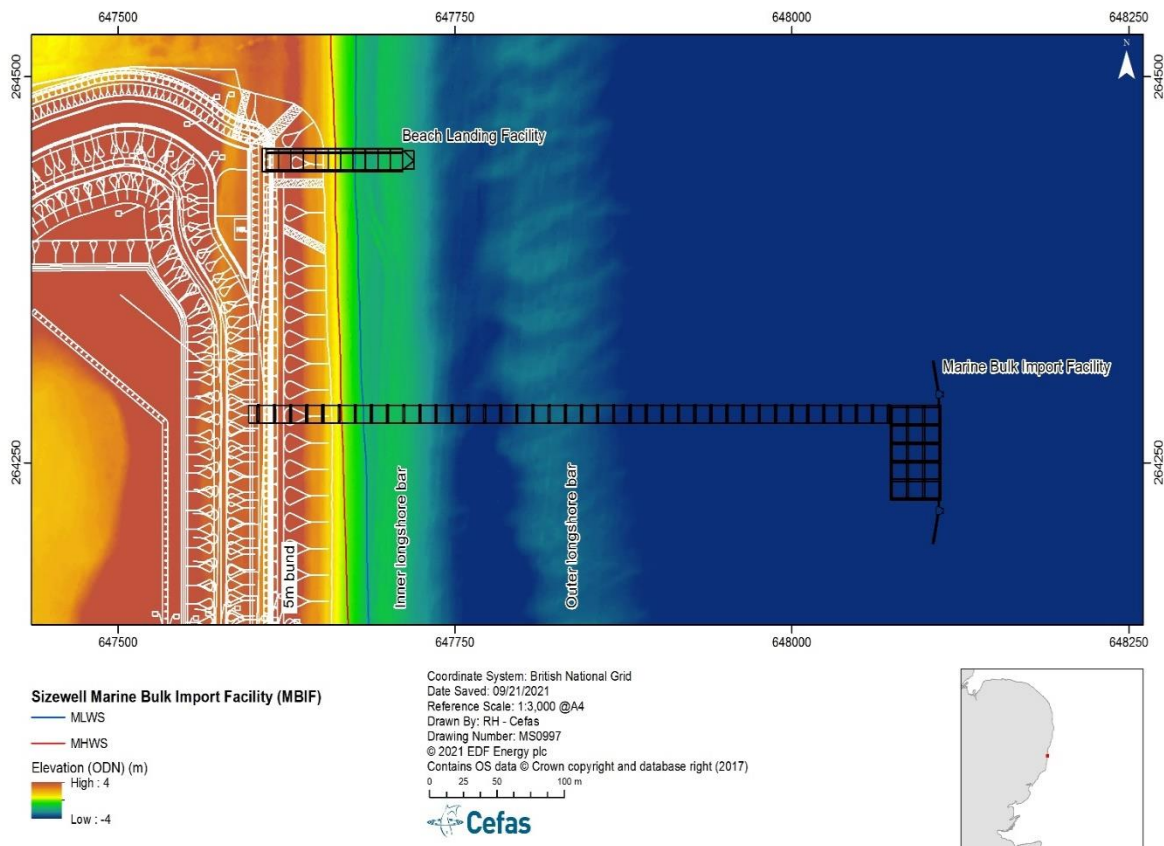 647500
647750
648000
648250
264500
N
264500
Beach Landing Facility
Marine Bulk Import Facility
264250
264250
5m bund
Inner longshore bar
Outer longshore bar
647500
647750
648000
648250
Sizewell Marine Bulk Import Facility (MBIF)
MLWS
MHWS
Elevation (ODN) (m)
High : 4
Low : -4
Coordinate System: British National Grid
Date Saved: 09/21/2021
Reference Scale: 1:3,000 @A4
Drawn By: RH - Cefas
Drawing Number: MS0997
© 2021 EDF Energy plc
Contains OS data © Crown copyright and database right (2017)
0 25 50 100 m
Cefas